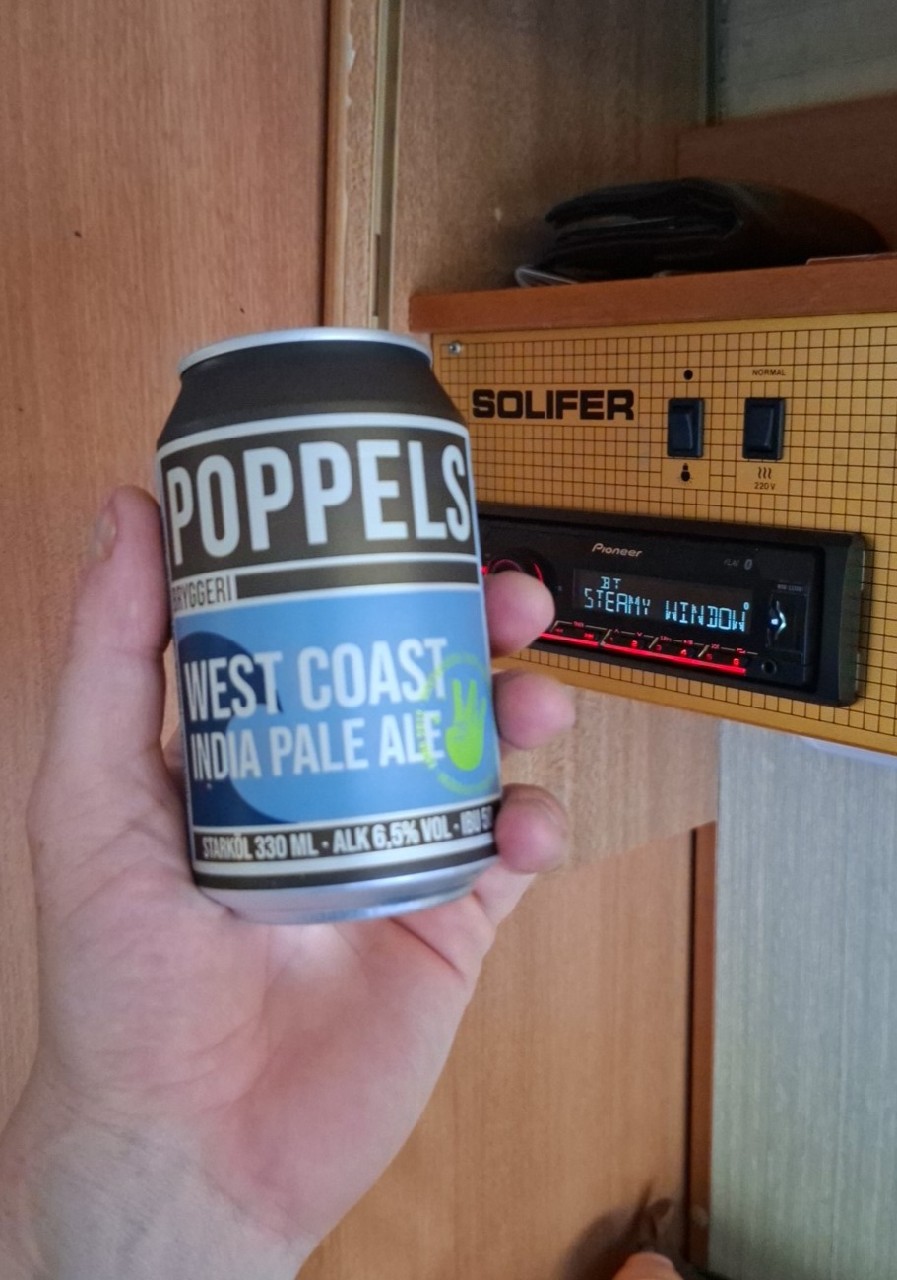 POPPELS
BRYGGERI
WEST COAST
INDIA PALE ALE
STARKÖL 330 ML · ALK 6.5% VOL · IBU
SOLIFER
NORMAL
220 V
Pioneer
BT
STEAMY WINDOW